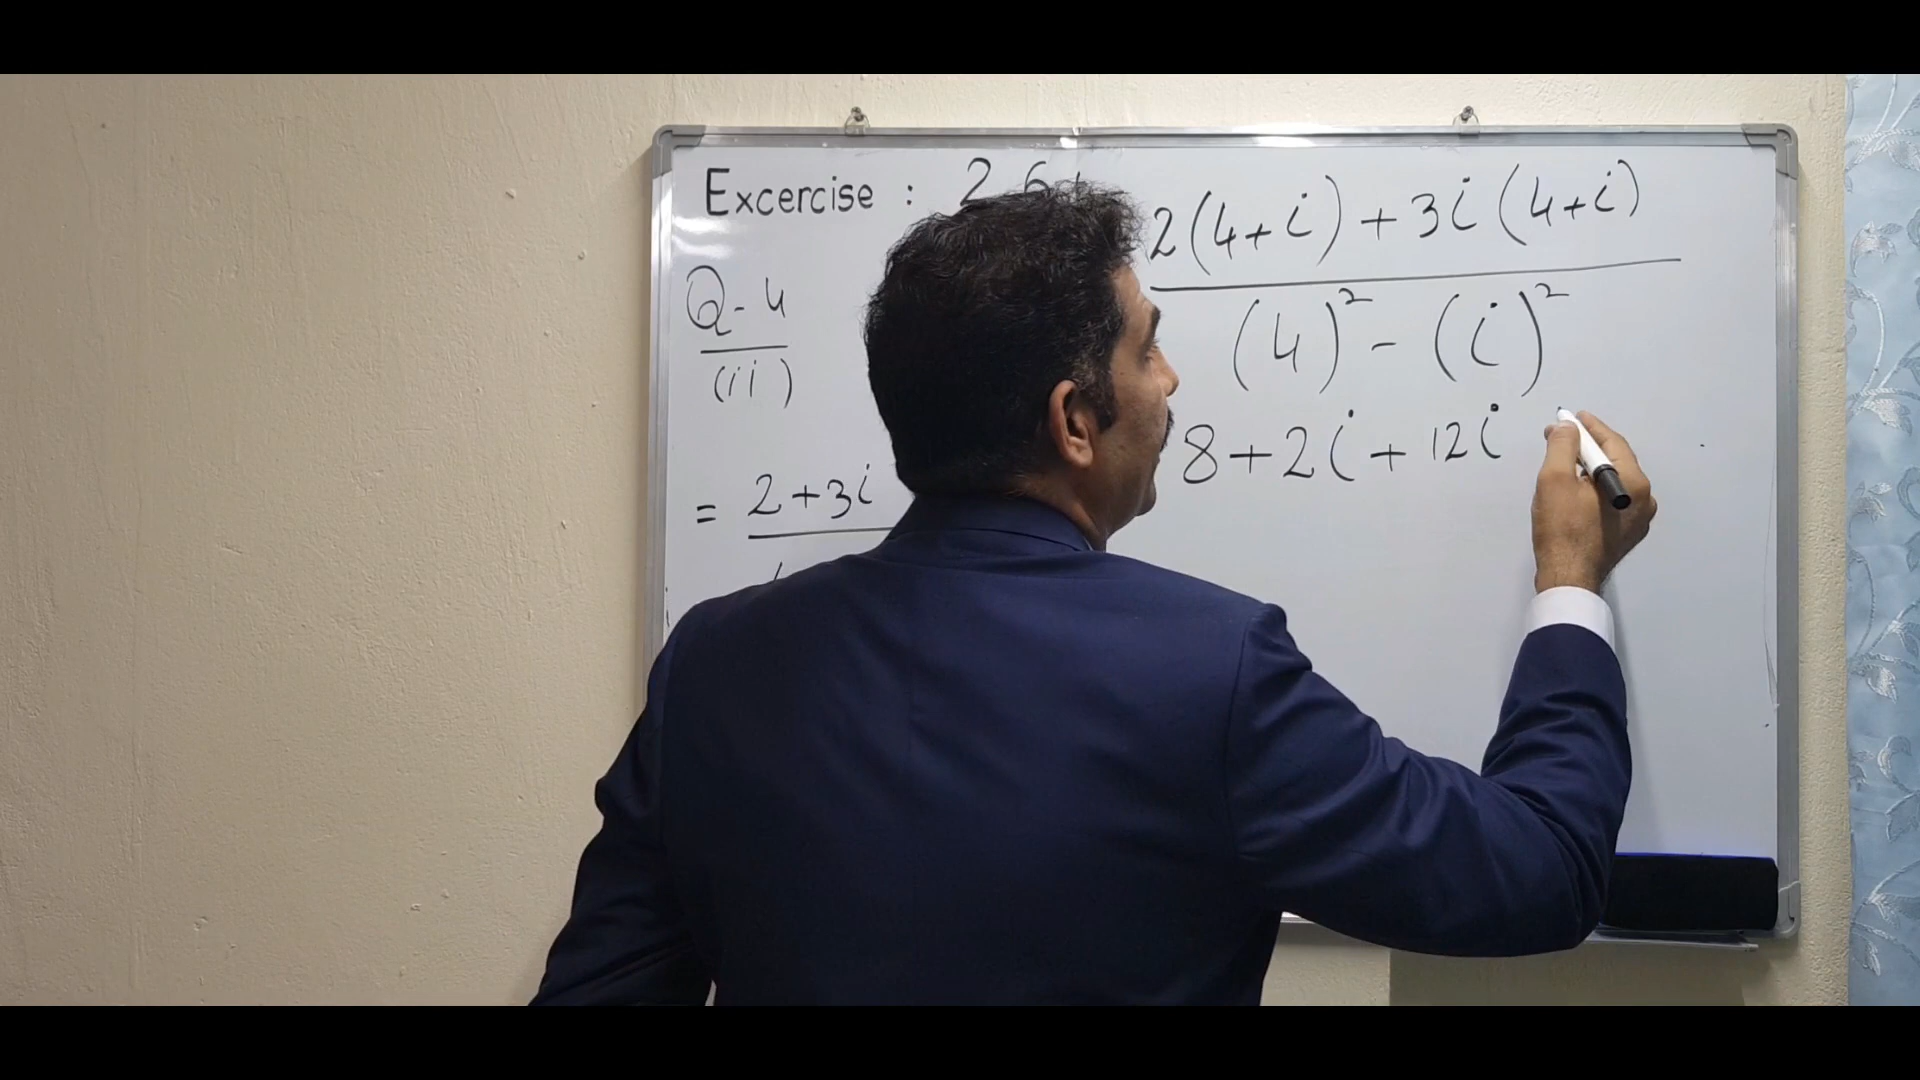 Excercise : 2.6
Q-4
(ii)
= 2+3i
2(4+i)+3i(4+i)
(4)² - (i)²
8+2i+12i